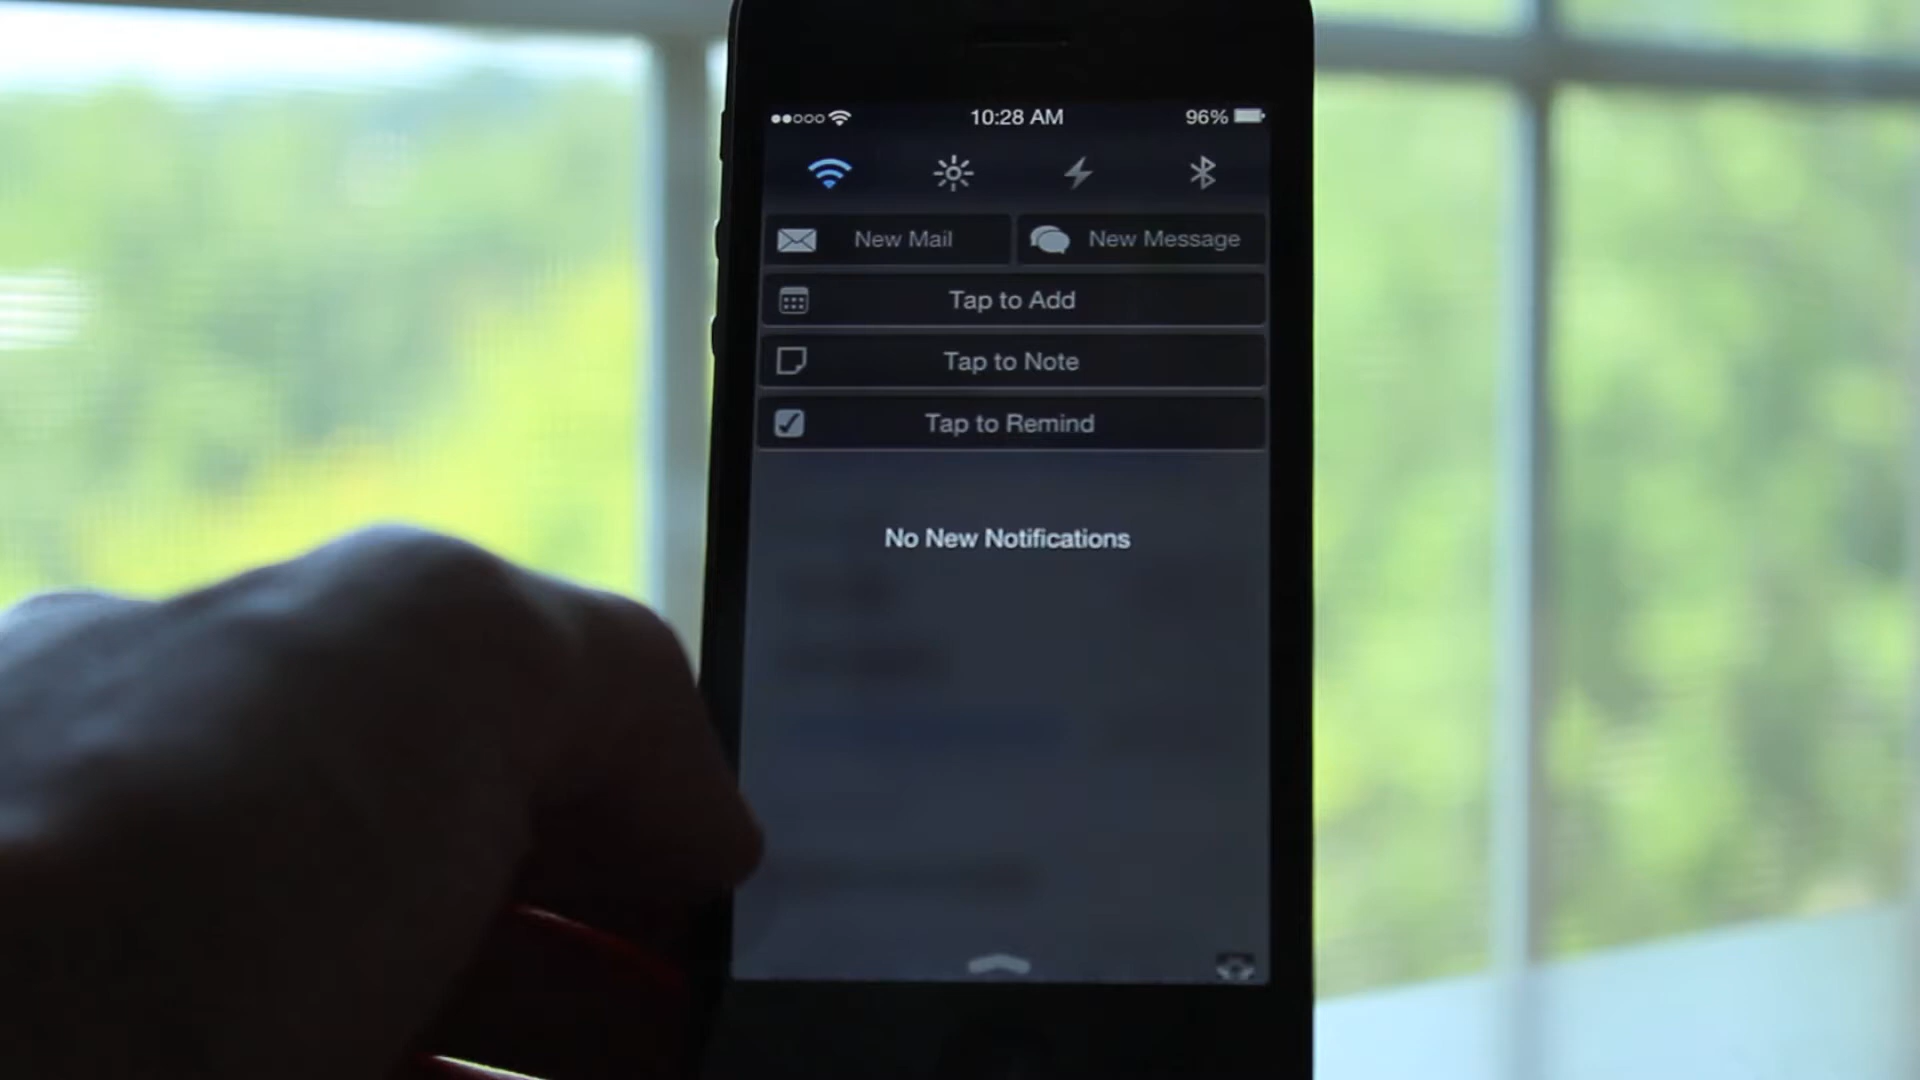 10:28 AM 96%
New Mail New Message
Tap to Add
Tap to Note
Tap to Remind
No New Notifications